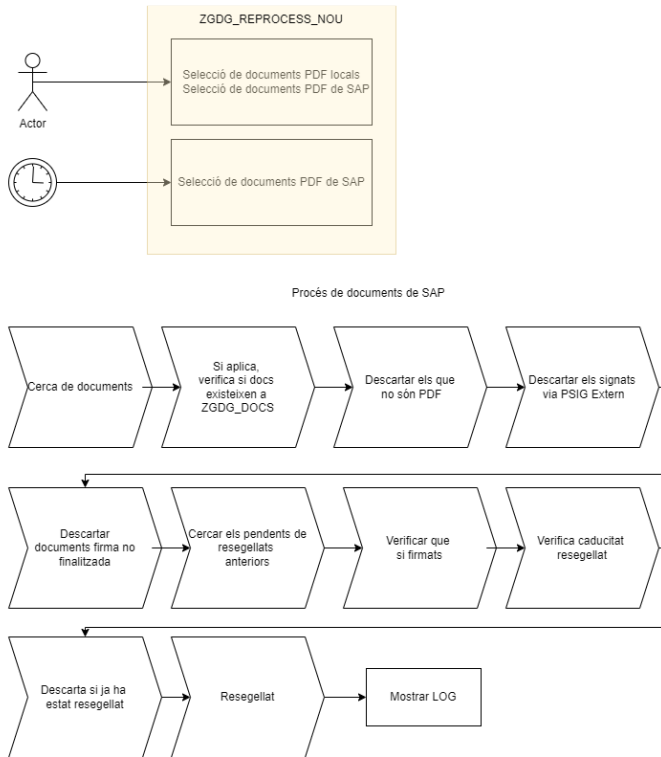 ZGDG_REPROCESS_NOU
Selecció de documents PDF locals
Selecció de documents PDF de SAP
Actor
Selecció de documents PDF de SAP
Procés de documents de SAP
Cerca de documents
Si aplica,
verifica si docs
existeixen a
ZGDG_DOCS
Descartar els que
no són PDF
Descartar els signats
via PSIG Extern
Descartar
documents firma no
finalitzada
Cercar els pendents de
resegellats
anteriors
Verificar que
si firmats
Verifica caducitat
resegellat
Descarta si ja ha
estat resegellat
Resegellat
Mostrar LOG